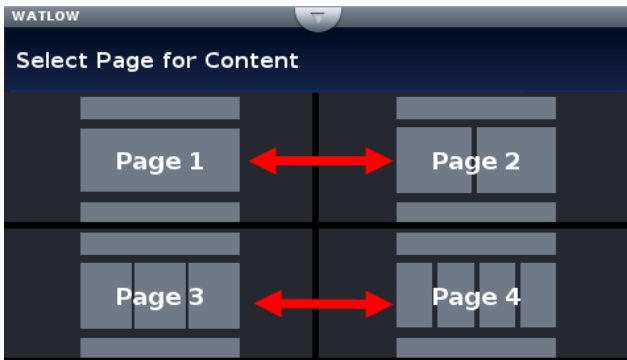 WATLOW
Select Page for Content
Page 1
Page 2
Page 3
Page 4